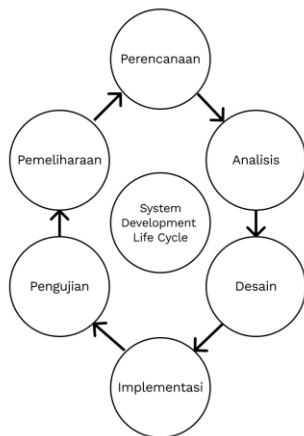 Perencanaan
Analisis
Desain
Implementasi
Pengujian
Pemeliharaan
System
Development
Life Cycle